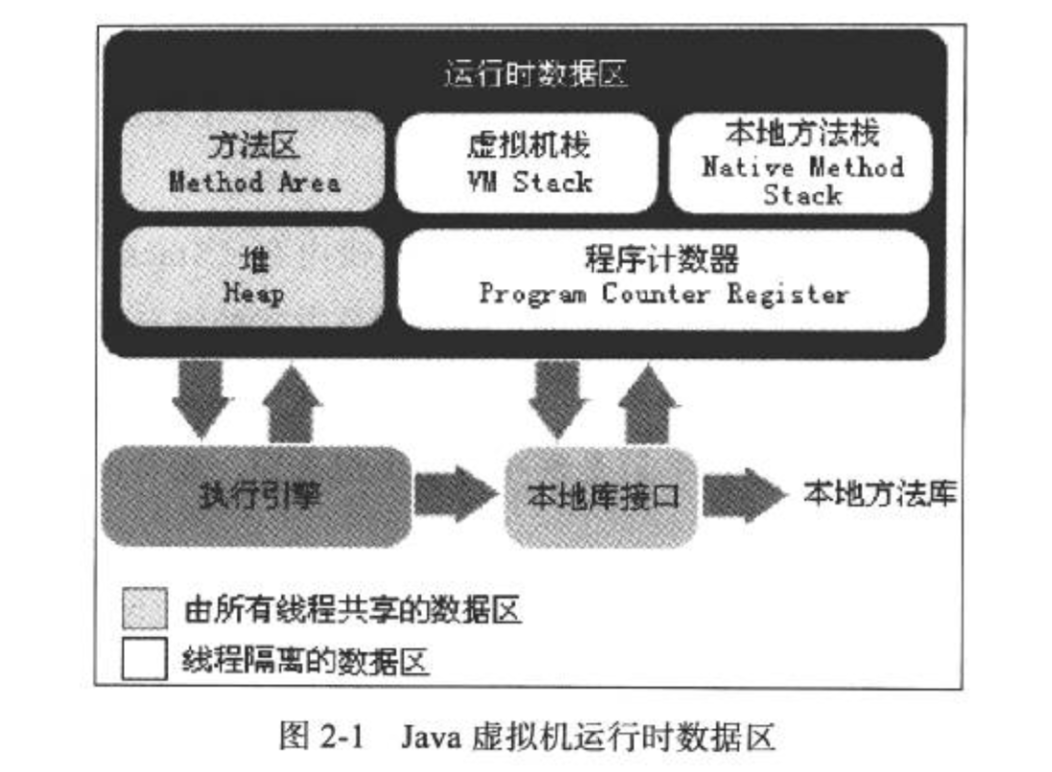 运行时数据区
方法区
Method Area
虚拟机栈
VM Stack
本地方法栈
Native Method
Stack
堆
Heap
程序计数器
Program Counter Register
执行引擎
本地库接口
本地方法库
由所有线程共享的数据区
线程隔离的数据区
图 2-1 Java 虚拟机运行时数据区